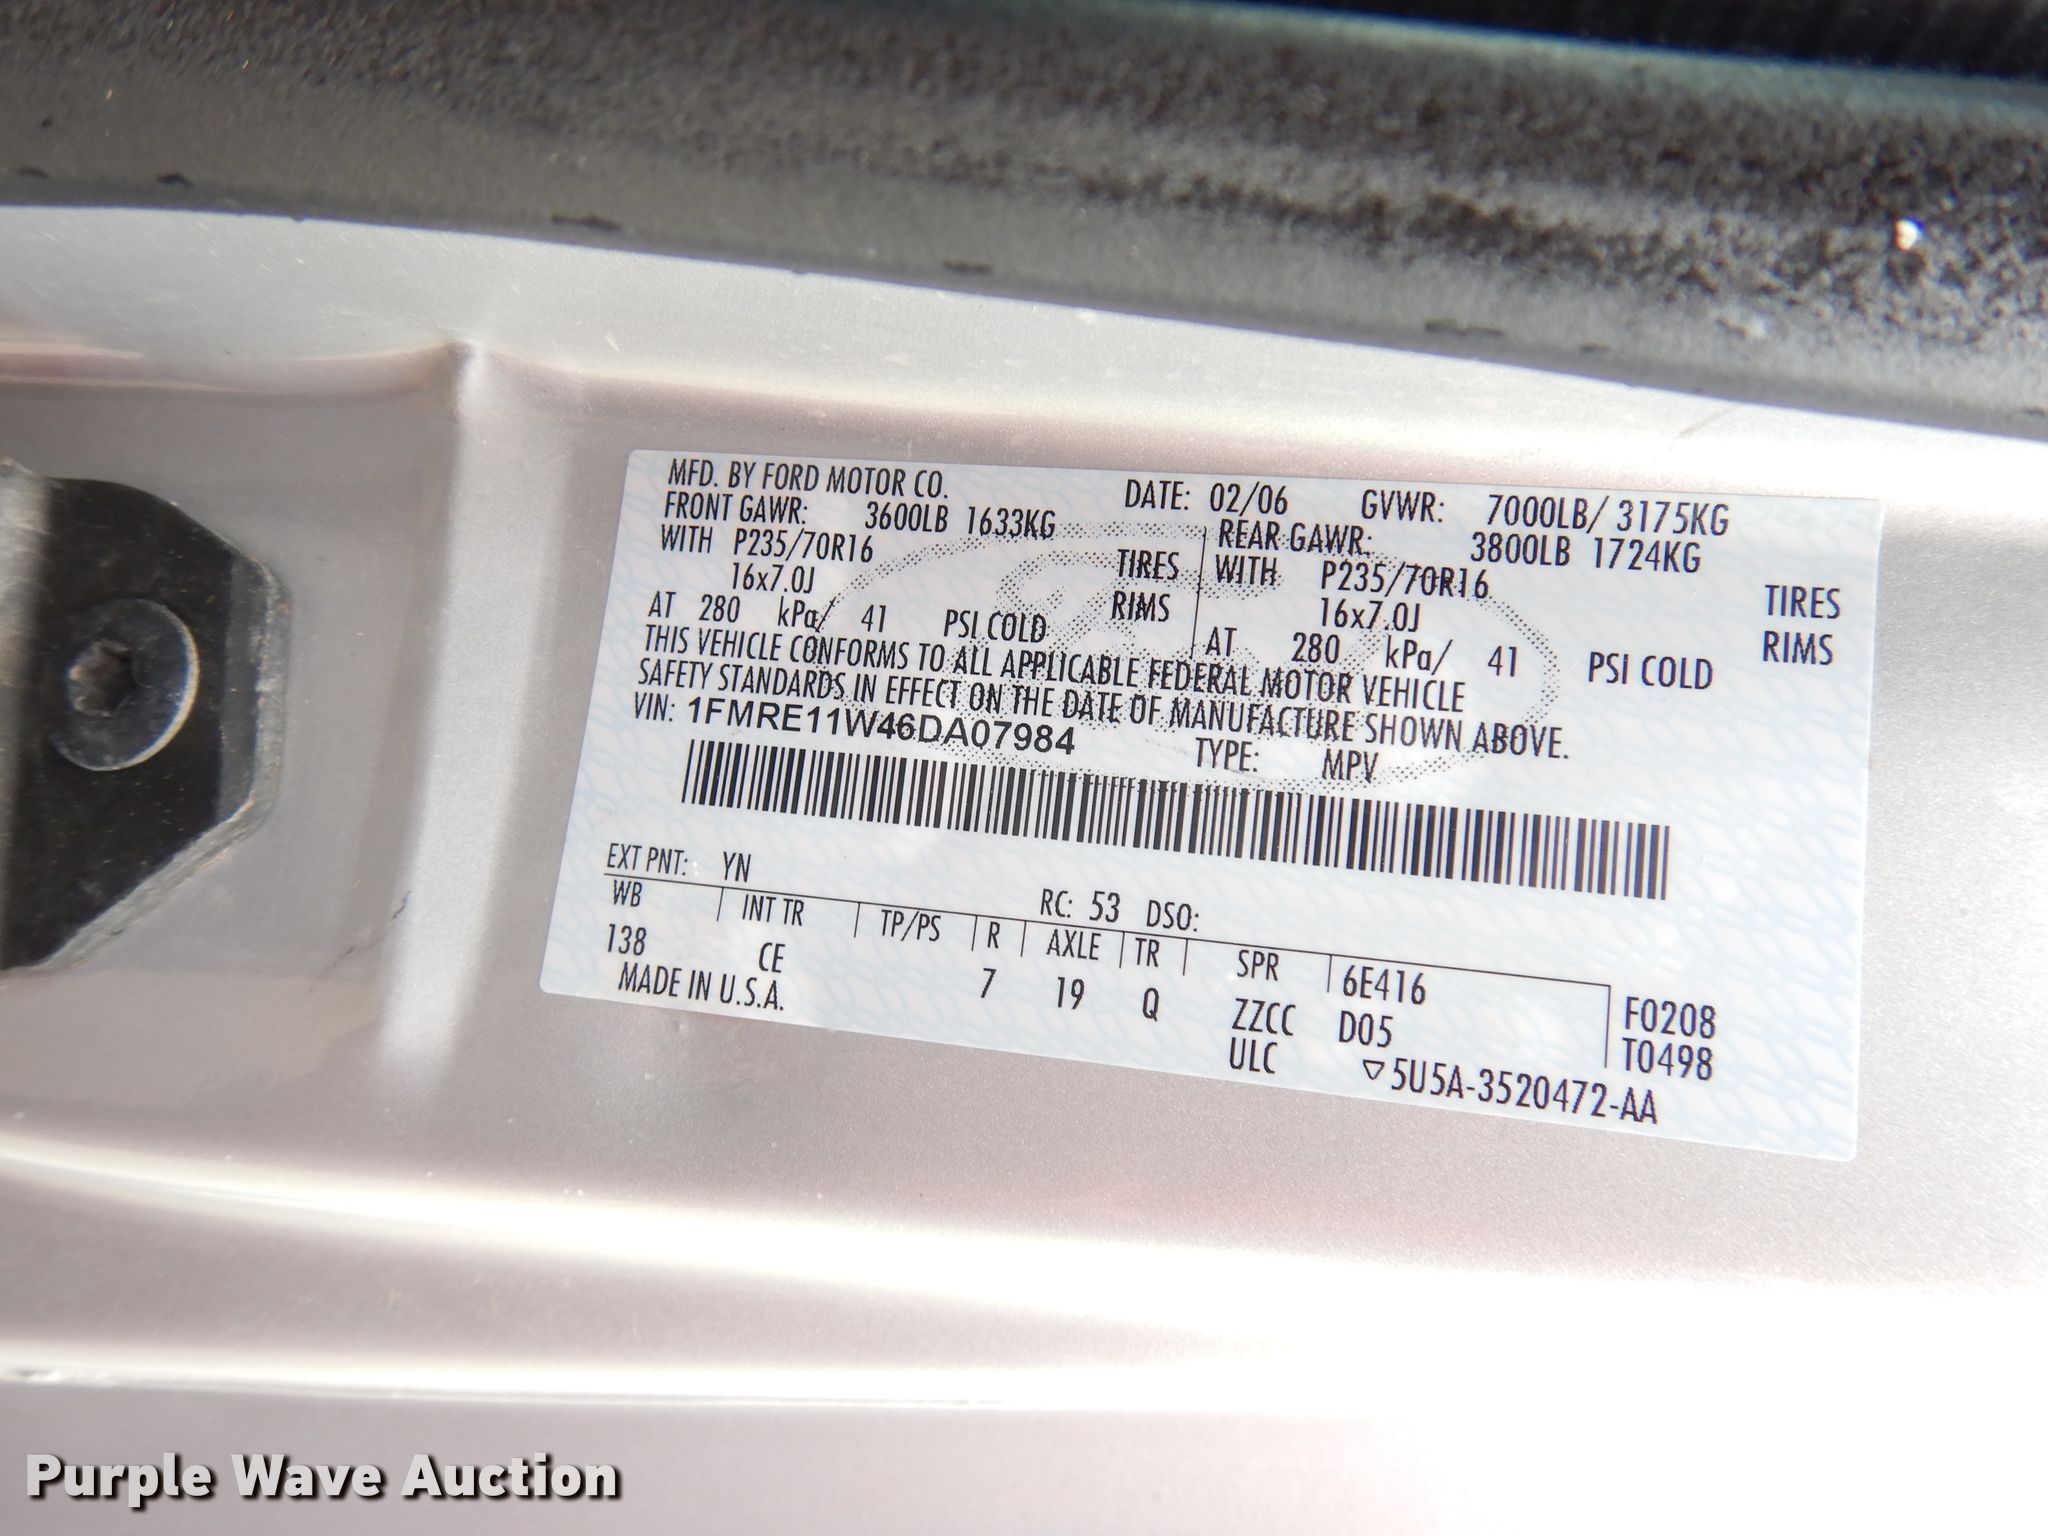 MFD. BY FORD MOTOR CO. DATE: 02/06 GVWR: 7000LB/ 3175KG
FRONT GAWR: 3600LB 1633KG REAR GAWR: 3800LB 1724KG
WITH P235/70R16 TIRES WITH P235/70R16 TIRES
16x7.0J RIMS 16x7.0J RIMS
AT 280 kPa/ 41 PSI COLD AT 280 kPa/ 41 PSI COLD
THIS VEHICLE CONFORMS TO ALL APPLICABLE FEDERAL MOTOR VEHICLE
SAFETY STANDARDS IN EFFECT ON THE DATE OF MANUFACTURE SHOWN ABOVE.
VIN: 1FMRE11W46DA07984 TYPE: MPV
EXT PNT: YN RC: 53 DSO:
WB INT TR TP/PS R AXLE TR SPR 6E416 F0208
138 CE 7 19 Q ZZCC D05 T0498
MADE IN U.S.A. ULC ▽5U5A-3520472-AA
Purple Wave Auction